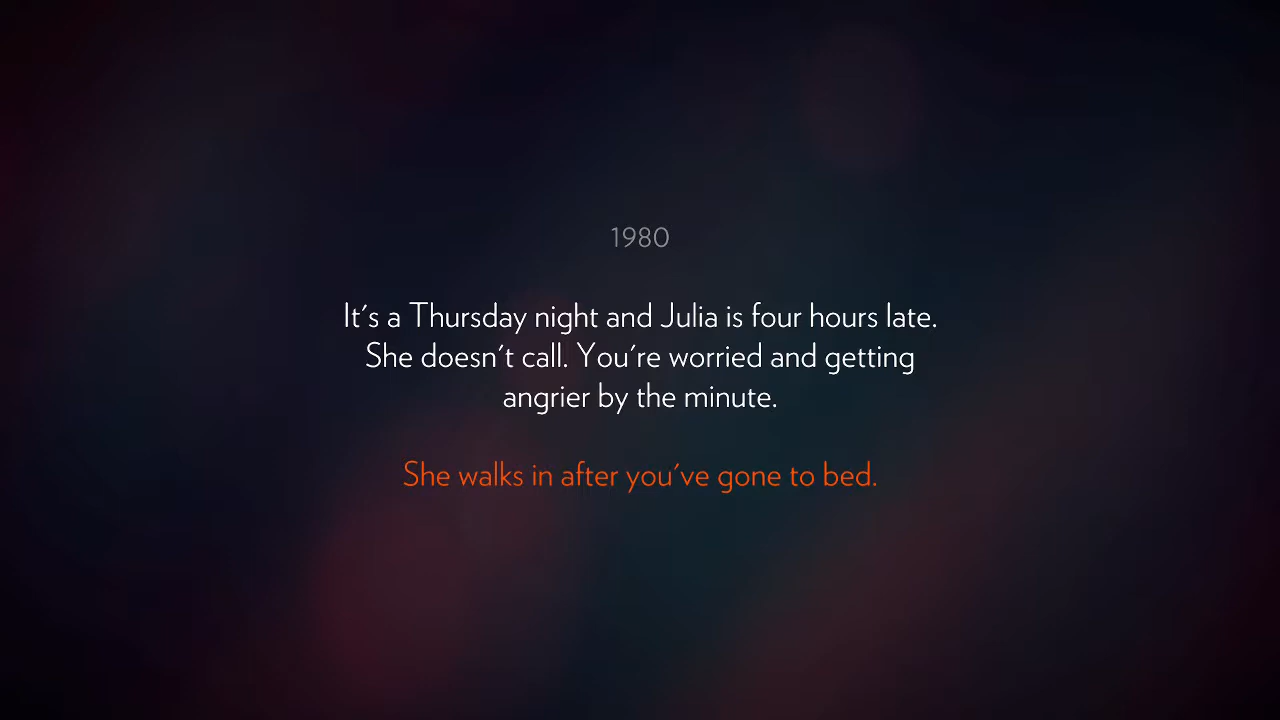 1980
It's a Thursday night and Julia is four hours late.
She doesn't call. You're worried and getting
angrier by the minute.
She walks in after you've gone to bed.